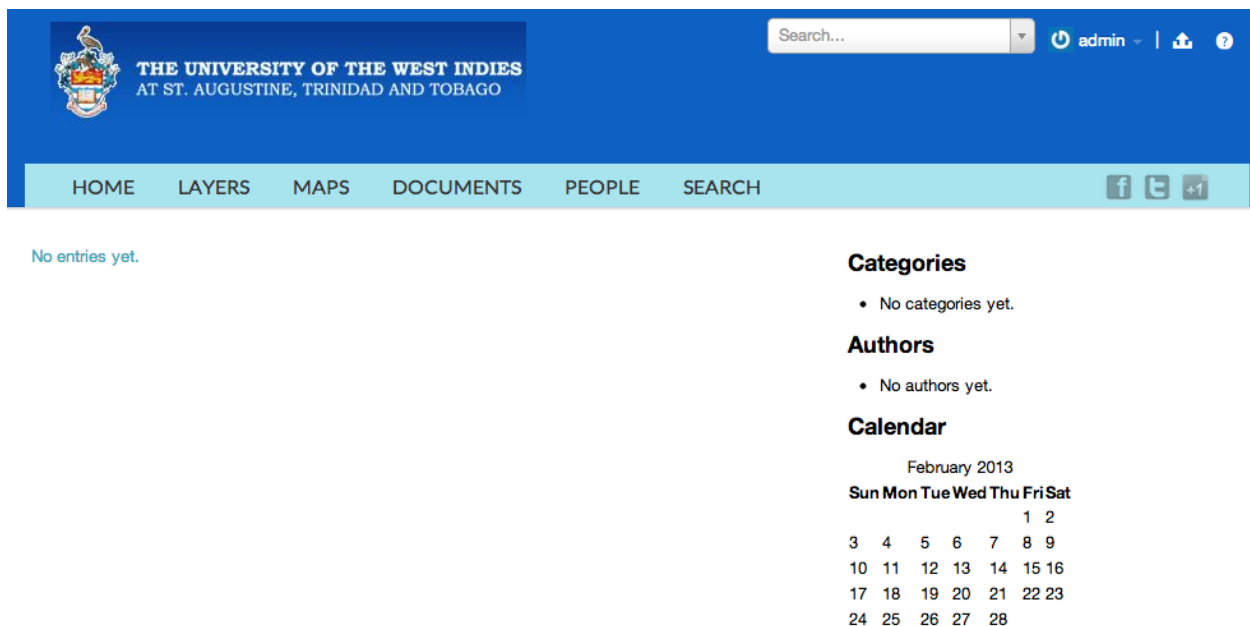 THE UNIVERSITY OF THE WEST INDIES
AT ST. AUGUSTINE, TRINIDAD AND TOBAGO
Search...
admin
HOME LAYERS MAPS DOCUMENTS PEOPLE SEARCH
f t +1
No entries yet.
Categories
• No categories yet.
Authors
• No authors yet.
Calendar
February 2013
Sun Mon Tue Wed Thu Fri Sat
1 2
3 4 5 6 7 8 9
10 11 12 13 14 15 16
17 18 19 20 21 22 23
24 25 26 27 28